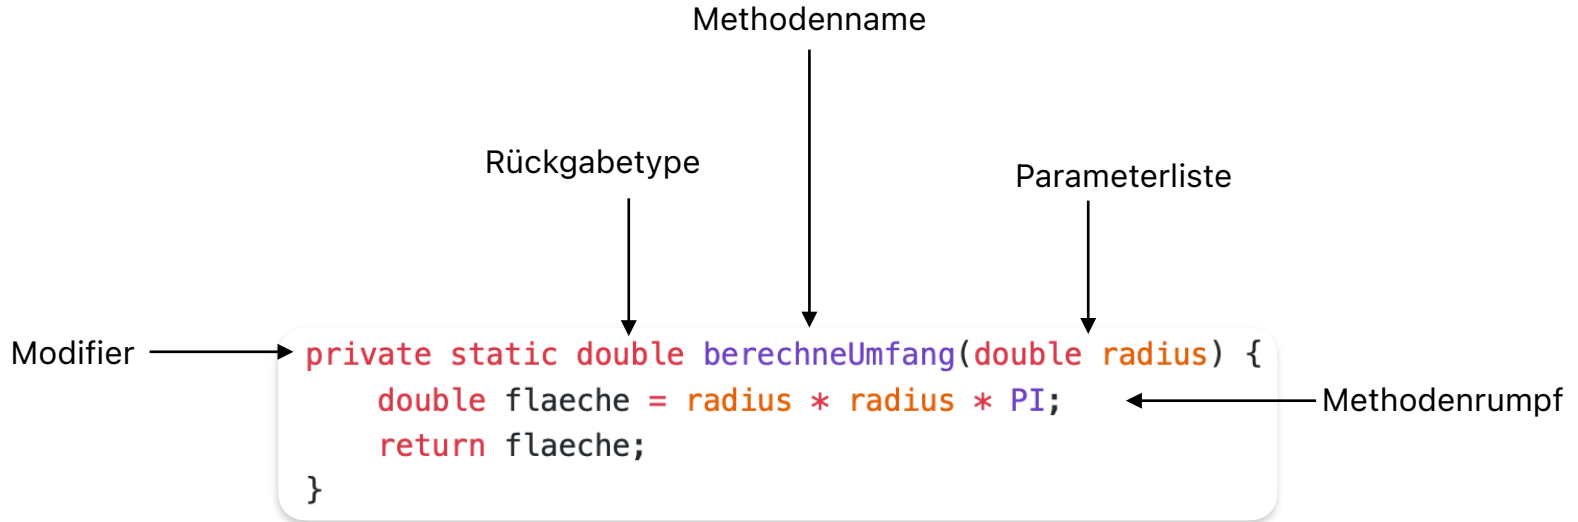 Methodenname
Rückgabetype
Parameterliste
Modifier
private static double berechneUmfang(double radius) {
    double flaeche = radius * radius * PI;
    return flaeche;
}
Methodenrumpf